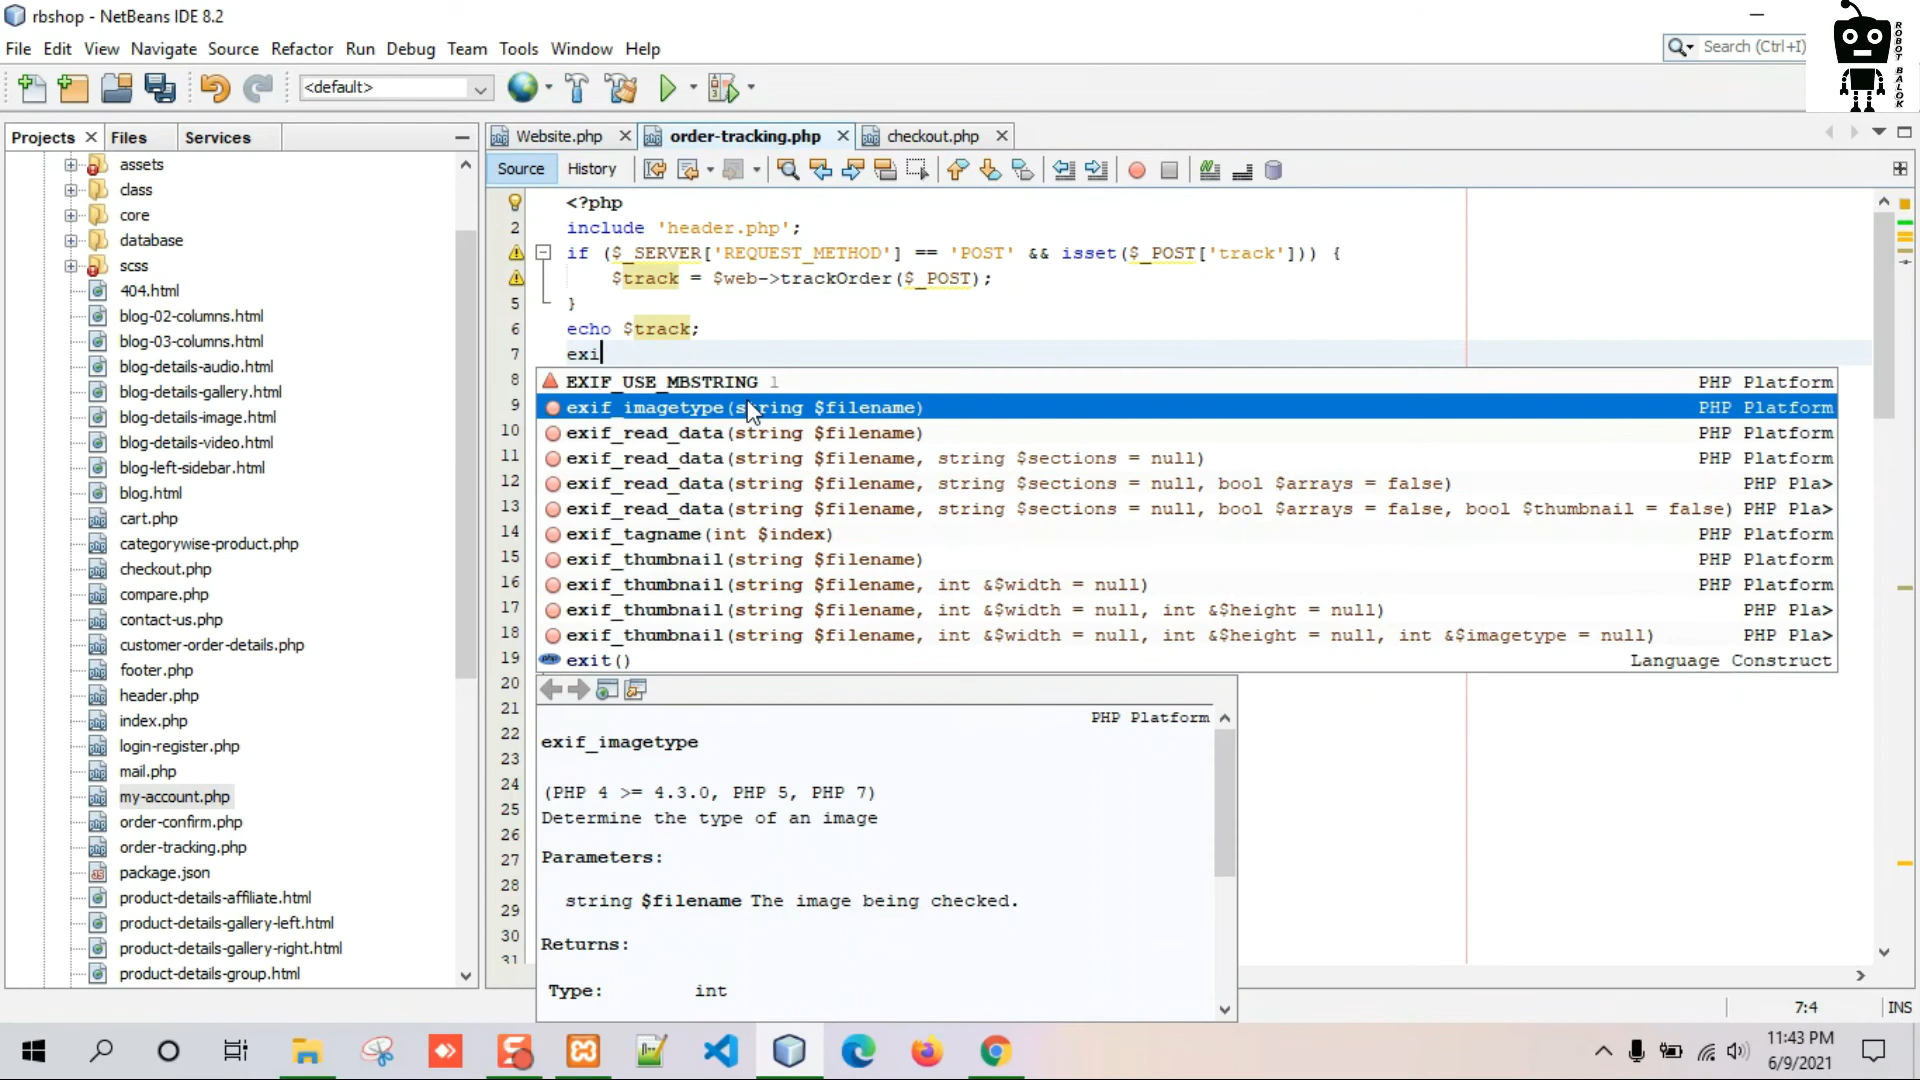 rbshop - NetBeans IDE 8.2
File Edit View Navigate Source Refactor Run Debug Team Tools Window Help
Search (Ctrl+I)
ROBOT BALOK
<default>
Projects Files Services
Website.php order-tracking.php checkout.php
Source History
assets
class
core
database
scss
404.html
blog-02-columns.html
blog-03-columns.html
blog-details-audio.html
blog-details-gallery.html
blog-details-image.html
blog-details-video.html
blog-left-sidebar.html
blog.html
cart.php
categorywise-product.php
checkout.php
compare.php
contact-us.php
customer-order-details.php
footer.php
header.php
index.php
login-register.php
mail.php
my-account.php
order-confirm.php
order-tracking.php
package.json
product-details-affiliate.html
product-details-gallery-left.html
product-details-gallery-right.html
product-details-group.html
<?php
2 include 'header.php';
if ($_SERVER['REQUEST_METHOD'] == 'POST' && isset($_POST['track'])) {
$track = $web->trackOrder($_POST);
5 }
6 echo $track;
7 exi
8 EXIF_USE_MBSTRING 1 PHP Platform
9 exif_imagetype(string $filename) PHP Platform
10 exif_read_data(string $filename) PHP Platform
11 exif_read_data(string $filename, string $sections = null) PHP Platform
12 exif_read_data(string $filename, string $sections = null, bool $arrays = false) PHP Pla>
13 exif_read_data(string $filename, string $sections = null, bool $arrays = false, bool $thumbnail = false) PHP Pla>
14 exif_tagname(int $index) PHP Platform
15 exif_thumbnail(string $filename) PHP Platform
16 exif_thumbnail(string $filename, int &$width = null) PHP Platform
17 exif_thumbnail(string $filename, int &$width = null, int &$height = null) PHP Pla>
18 exif_thumbnail(string $filename, int &$width = null, int &$height = null, int &$imagetype = null) PHP Pla>
19 exit() Language Construct
20
21 PHP Platform
22 exif_imagetype
23
24 (PHP 4 >= 4.3.0, PHP 5, PHP 7)
25 Determine the type of an image
26
27 Parameters:
28
29 string $filename The image being checked.
30 Returns:
31
Type: int
7:4 INS
11:43 PM
6/9/2021